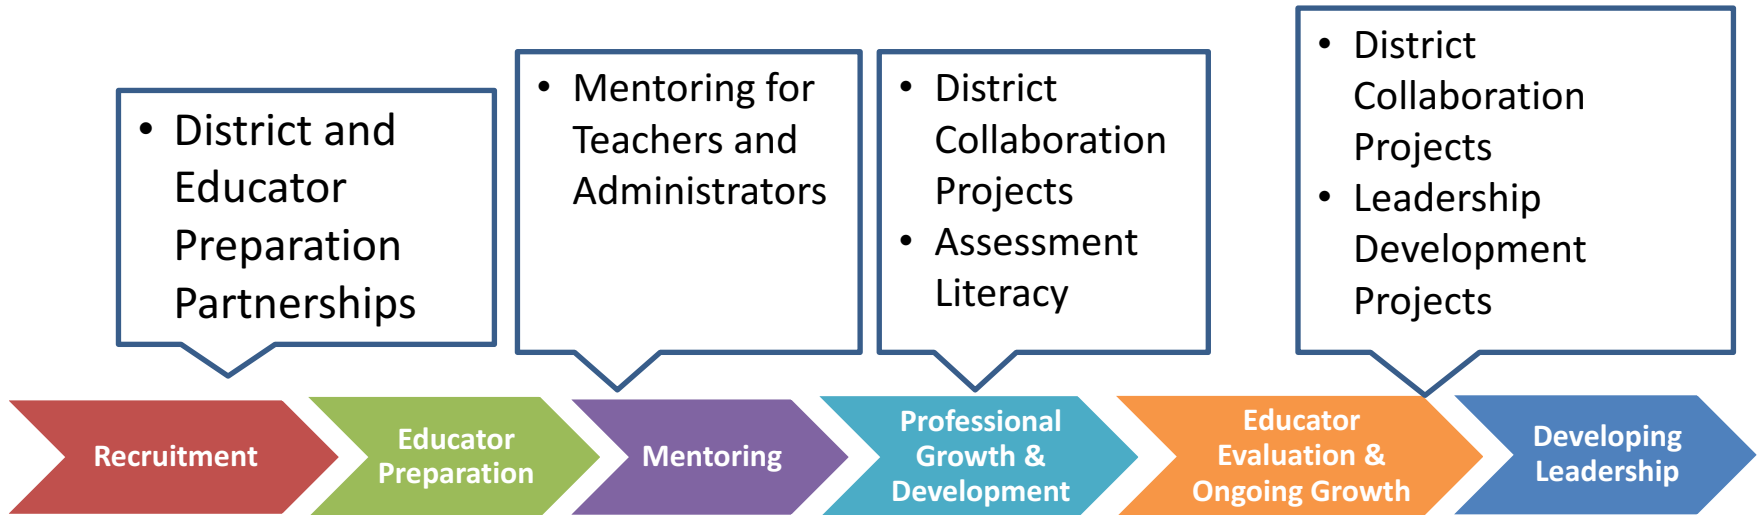 • District and
Educator
Preparation
Partnerships
• Mentoring for
Teachers and
Administrators
• District
Collaboration
Projects
• Assessment
Literacy
• District
Collaboration
Projects
• Leadership
Development
Projects
Recruitment
Educator
Preparation
Mentoring
Professional
Growth &
Development
Educator
Evaluation &
Ongoing Growth
Developing
Leadership